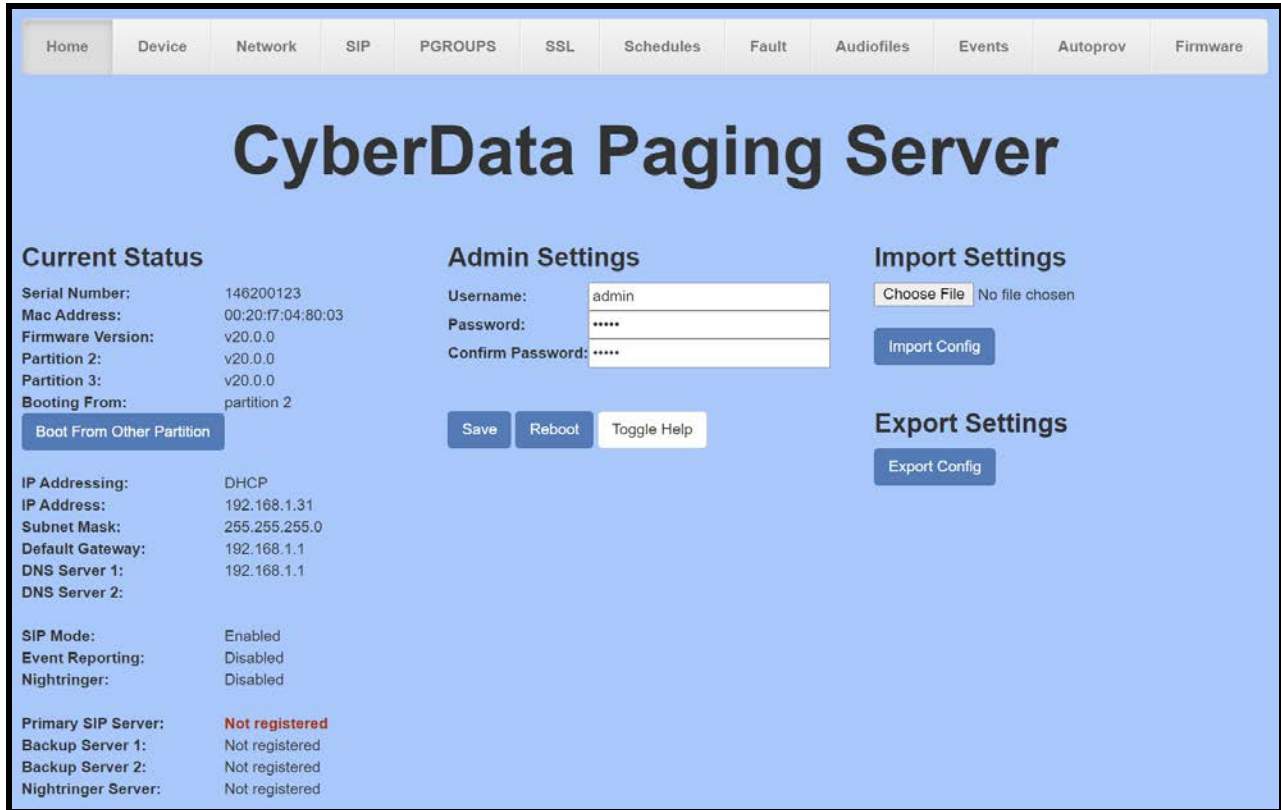 Home Device Network SIP PGROUPS SSL Schedules Fault Audiofiles Events Autoprov Firmware
CyberData Paging Server
Current Status
Serial Number: 146200123
Mac Address: 00:20:f7:04:80:03
Firmware Version: v20.0.0
Partition 2: v20.0.0
Partition 3: v20.0.0
Booting From: partition 2
Boot From Other Partition
IP Addressing: DHCP
IP Address: 192.168.1.31
Subnet Mask: 255.255.255.0
Default Gateway: 192.168.1.1
DNS Server 1: 192.168.1.1
DNS Server 2:
SIP Mode: Enabled
Event Reporting: Disabled
Nightringer: Disabled
Primary SIP Server: Not registered
Backup Server 1: Not registered
Backup Server 2: Not registered
Nightringer Server: Not registered
Admin Settings
Username: admin
Password: •••••
Confirm Password: •••••
Save Reboot Toggle Help
Import Settings
Choose File No file chosen
Import Config
Export Settings
Export Config